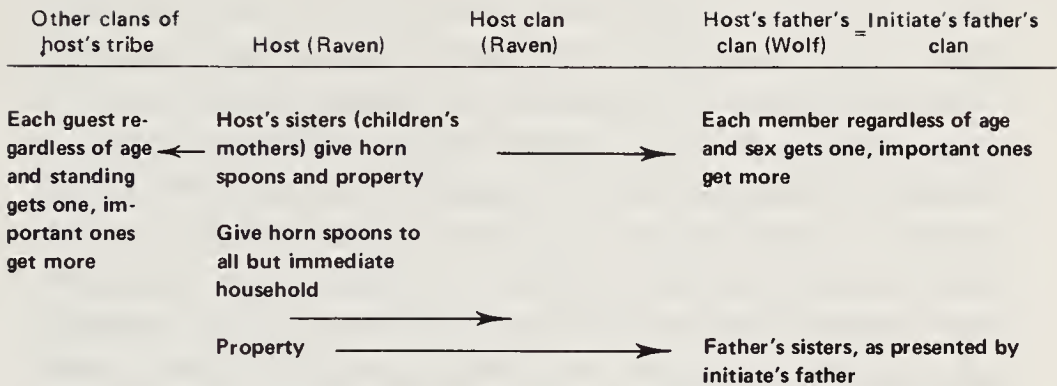 Other clans of
host's tribe
Host (Raven)
Host clan
(Raven)
Host's father's = Initiate's father's
clan (Wolf) clan
Each guest re-
gardless of age
and standing
gets one, im-
portant ones
get more
Host's sisters (children's
mothers) give horn
spoons and property
Give horn spoons to
all but immediate
household
Property
Each member regardless of age
and sex gets one, important ones
get more
Father's sisters, as presented by
initiate's father